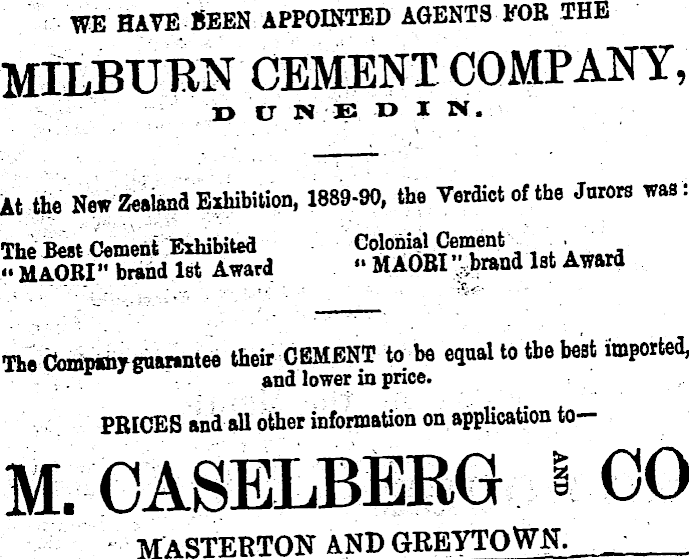 WE HAVE BEEN APPOINTED AGENTS FOR THE
MILBURN CEMENT COMPANY,
DUNEDIN.
At the New Zealand Exhibition, 1889-90, the Verdict of the Jurors was:
The Best Cement Exhibited
"MAORI" brand 1st Award
Colonial Cement
"MAORI" brand 1st Award
The Company guarantee their CEMENT to be equal to the best imported,
and lower in price.
PRICES and all other information on application to—
M. CASELBERG AND CO
MASTERTON AND GREYTOWN.